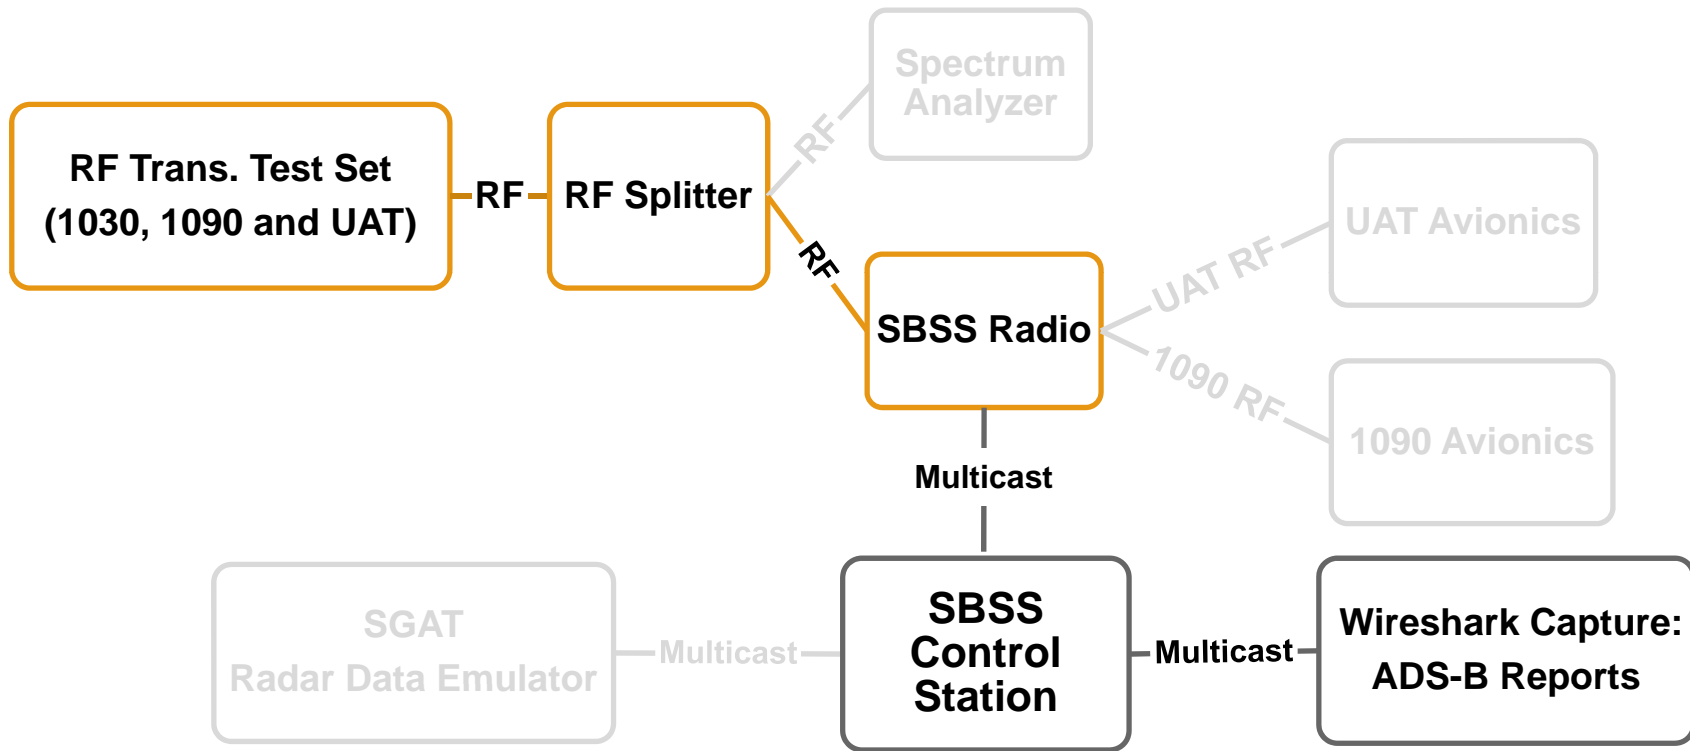 Spectrum
Analyzer
RF Trans. Test Set
(1030, 1090 and UAT)
RF
RF Splitter
RF
RF
UAT Avionics
UAT RF
SBSS Radio
1090 RF
1090 Avionics
Multicast
SGAT
Radar Data Emulator
Multicast
SBSS
Control
Station
Multicast
Wireshark Capture:
ADS-B Reports